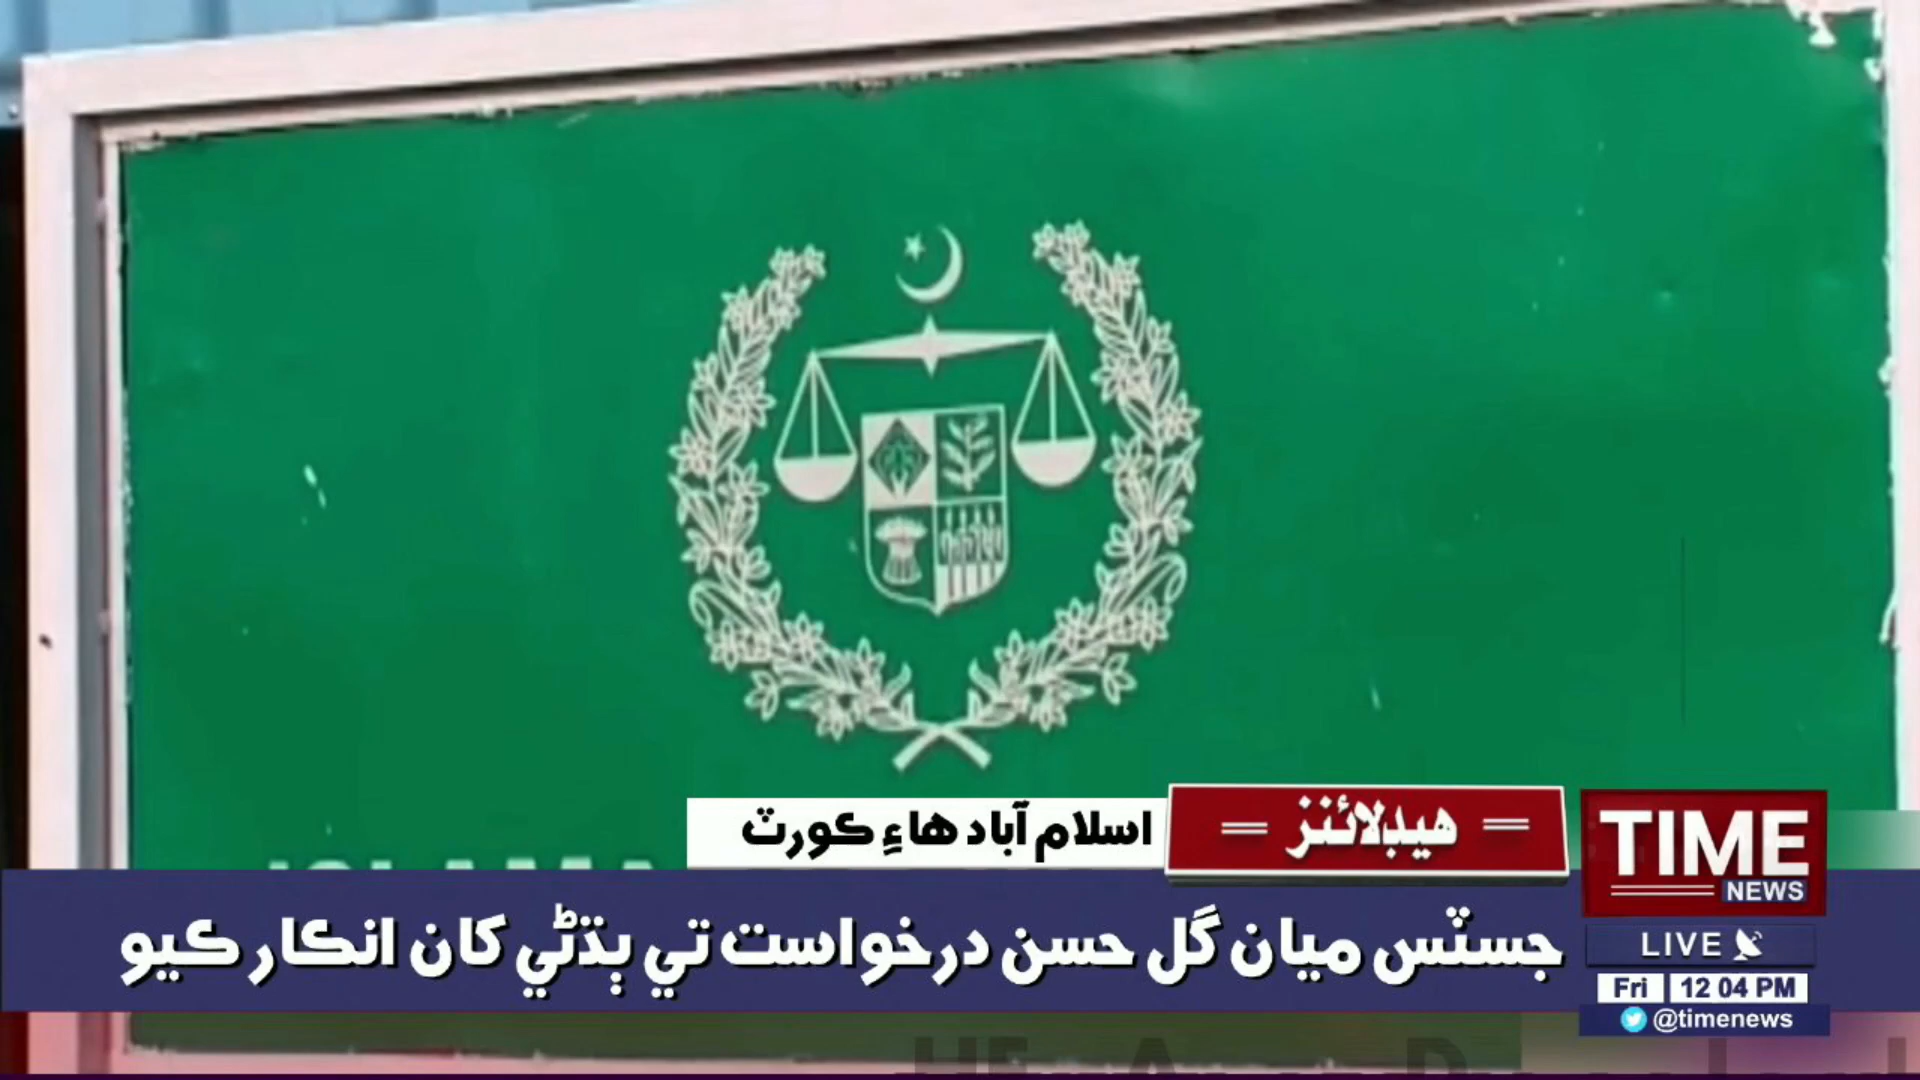 اسلام آباد هاءِ ڪورٽ
هيڊلائنز
جسٽس ميان گل حسن درخواست تي ٻڌڻي کان انڪار ڪيو
TIME
NEWS
LIVE
Fri 12 04 PM
@timenews